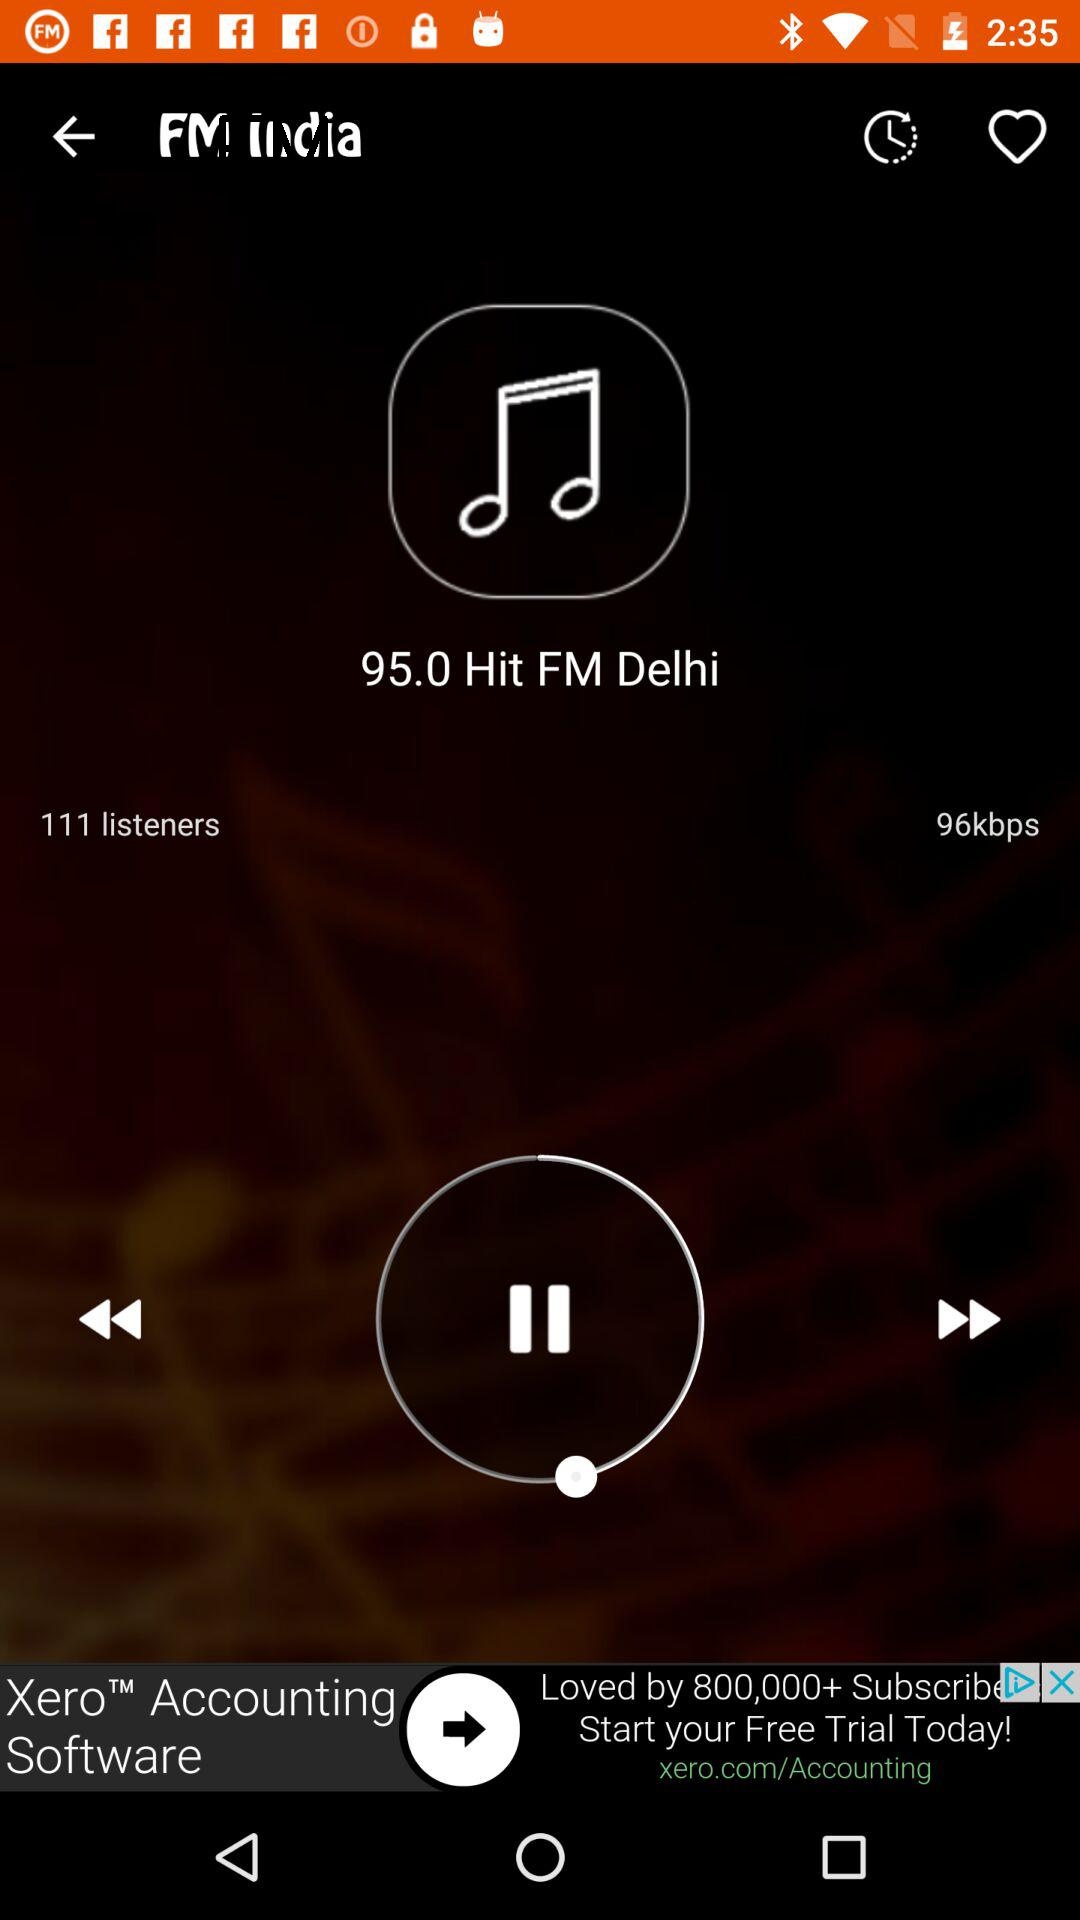 FM
2:35
FM India
95.0 Hit FM Delhi
111 listeners
96kbps
Xero™ Accounting
Software
Loved by 800,000+
Start your Free Trial Today!
xero.com/Accounting